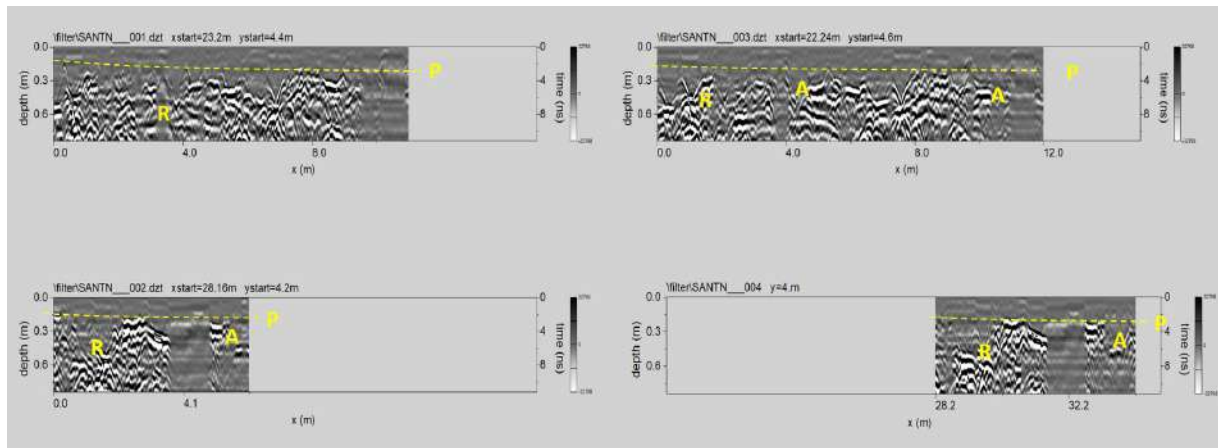 \filter\SANTN___001.dzt xstart=23.2m ystart=4.4m
0.0
0.3
0.6
depth (m)
P
R
0
4
8
time (ns)
0.0
4.0
8.0
x (m)
\filter\SANTN___003.dzt xstart=22.24m ystart=4.6m
0.0
0.3
0.6
depth (m)
P
R
A
A
0
4
8
time (ns)
0.0
4.0
8.0
12.0
x (m)
\filter\SANTN___002.dzt xstart=28.16m ystart=4.2m
0.0
0.3
0.6
depth (m)
P
R
A
0
4
8
time (ns)
0.0
4.1
x (m)
\filter\SANTN___004 y=4.m
0.0
0.3
0.6
depth (m)
P
R
A
0
4
8
time (ns)
28.2
32.2
x (m)